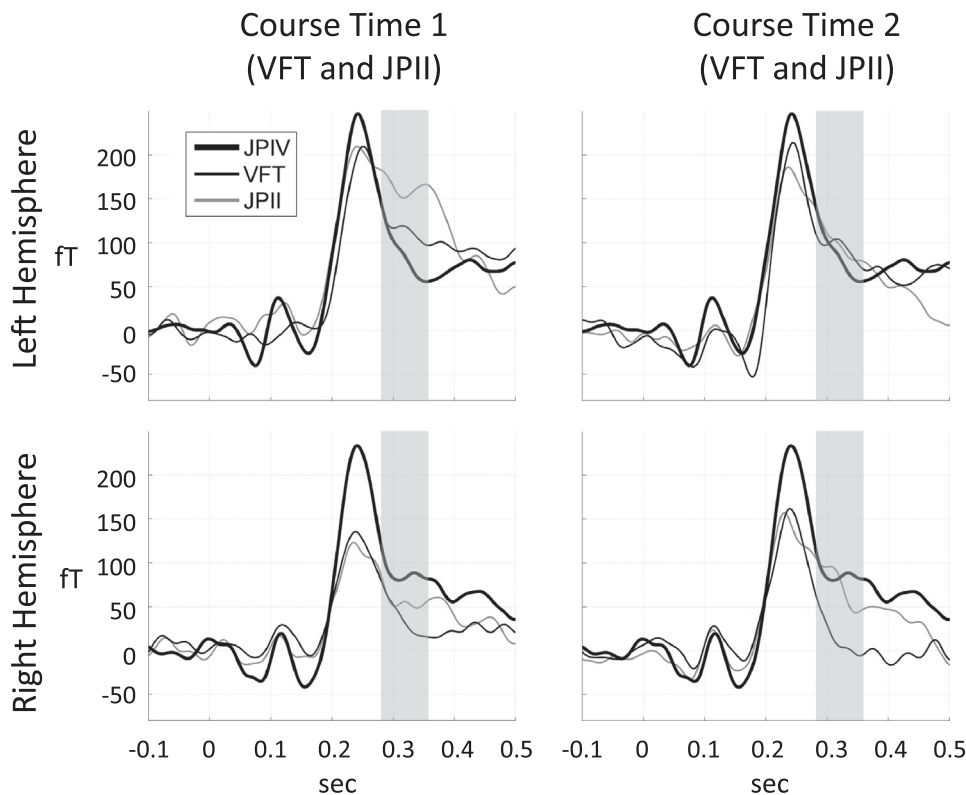 Course Time 1
(VFT and JPII)
Course Time 2
(VFT and JPII)
Left Hemisphere
fT
200
150
100
50
0
-50
JPIV
VFT
JPII
Right Hemisphere
fT
200
150
100
50
0
-50
-0.1 0 0.1 0.2 0.3 0.4 0.5
sec
-0.1 0 0.1 0.2 0.3 0.4 0.5
sec